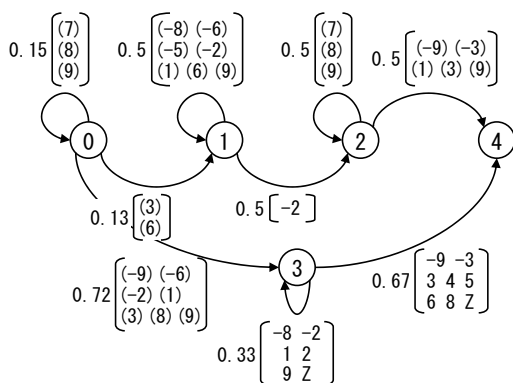 0.15 (7)
(8)
(9)
0.5 (-8) (-6)
(-5) (-2)
(1) (6) (9)
0.5 (7)
(8)
(9)
0.5 (-9) (-3)
(1) (3) (9)
0
1
2
4
0.13 (3)
(6)
0.5 -2
3
0.72 (-9) (-6)
(-2) (1)
(3) (8) (9)
0.33 -8 -2
1 2
9 Z
0.67 -9 -3
3 4 5
6 8 Z